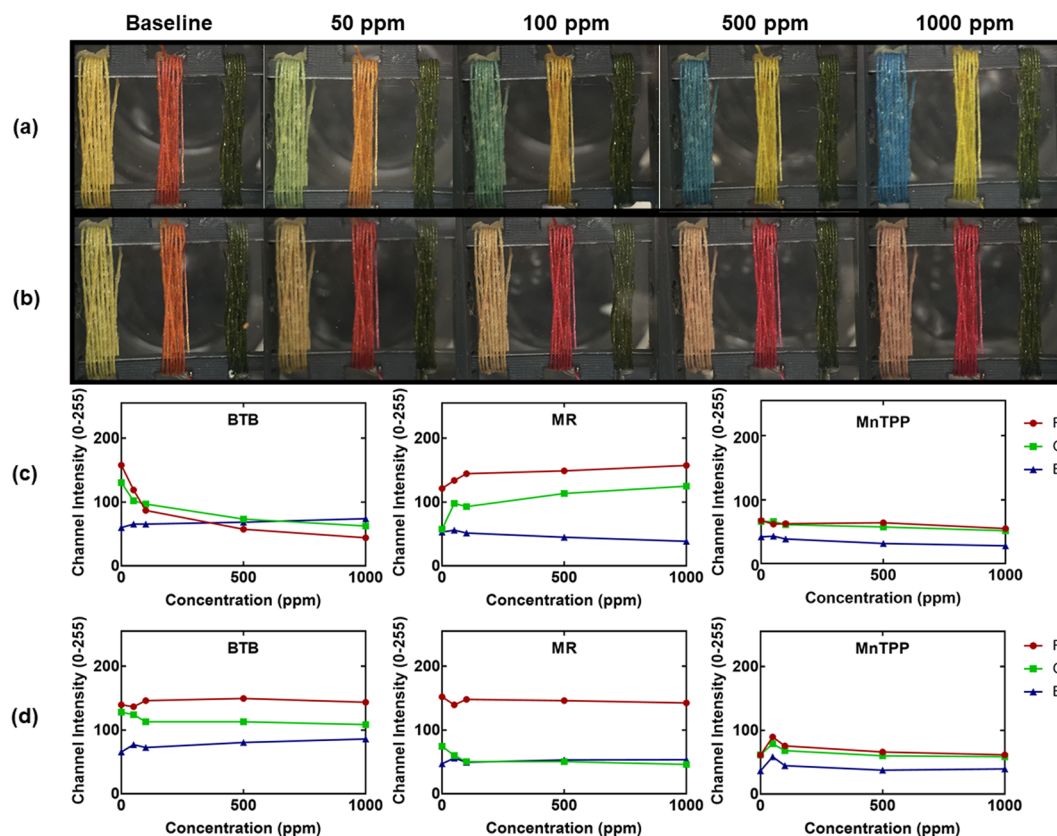 Baseline 50 ppm 100 ppm 500 ppm 1000 ppm
(a)
(b)
(c)
Channel Intensity (0-255)
200
100
0
BTB
0 500 1000
Concentration (ppm)
Channel Intensity (0-255)
200
100
0
MR
0 500 1000
Concentration (ppm)
Channel Intensity (0-255)
200
100
0
MnTPP
0 500 1000
Concentration (ppm)
(d)
Channel Intensity (0-255)
200
100
0
BTB
0 500 1000
Concentration (ppm)
Channel Intensity (0-255)
200
100
0
MR
0 500 1000
Concentration (ppm)
Channel Intensity (0-255)
200
100
0
MnTPP
0 500 1000
Concentration (ppm)